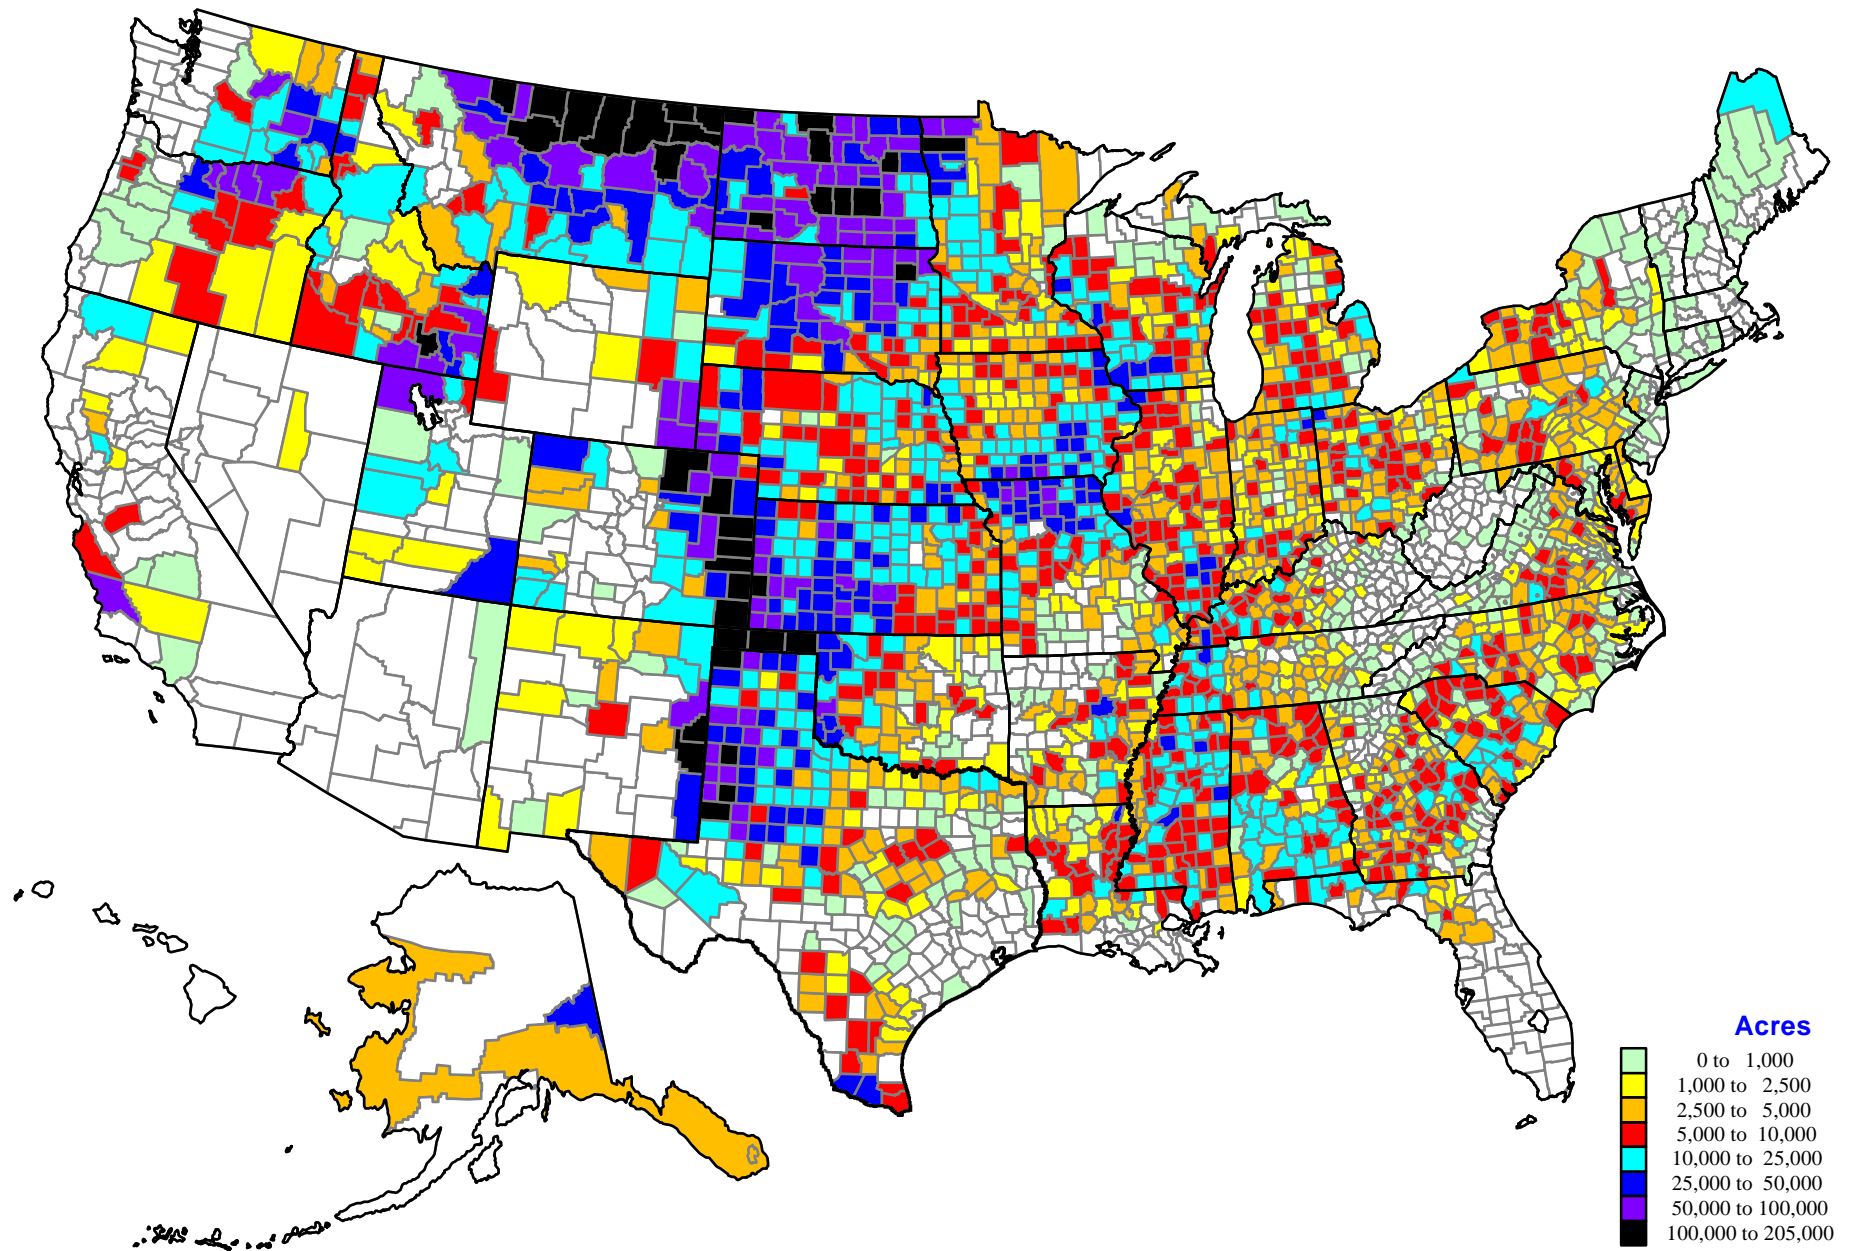 Acres
0 to 1,000
1,000 to 2,500
2,500 to 5,000
5,000 to 10,000
10,000 to 25,000
25,000 to 50,000
50,000 to 100,000
100,000 to 205,000